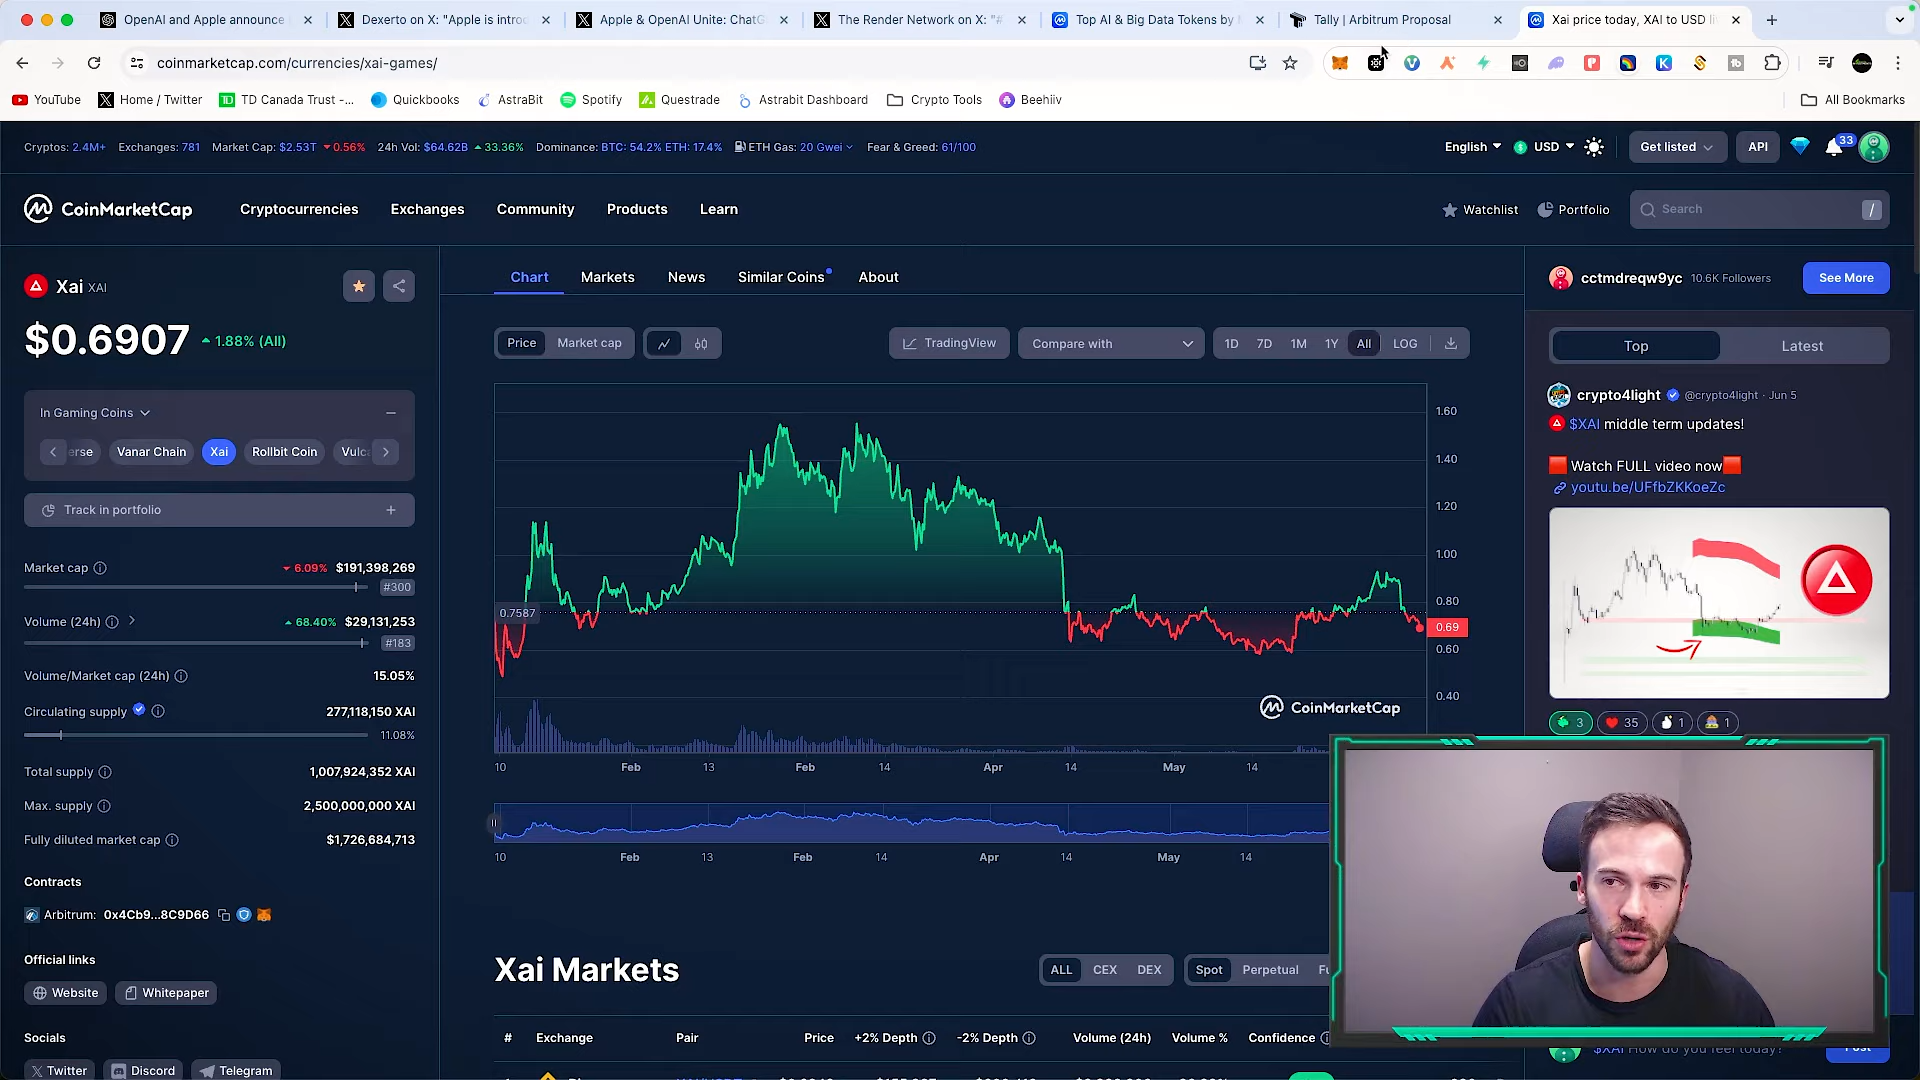 OpenAI and Apple announce
Dexerto on X: "Apple is introd
Apple & OpenAI Unite: ChatG
The Render Network on X: "#
Top AI & Big Data Tokens by M
Tally | Arbitrum Proposal
Xai price today, XAI to USD li
coinmarketcap.com/currencies/xai-games/
YouTube
Home / Twitter
TD Canada Trust -...
Quickbooks
AstraBit
Spotify
Questrade
Astrabit Dashboard
Crypto Tools
Beehiiv
All Bookmarks
Cryptos: 2.4M+ Exchanges: 781 Market Cap: $2.53T 0.56% 24h Vol: $64.62B 33.36% Dominance: BTC: 54.2% ETH: 17.4% ETH Gas: 20 Gwei Fear & Greed: 61/100
English USD Get listed API 33
CoinMarketCap Cryptocurrencies Exchanges Community Products Learn
Watchlist Portfolio Search /
Xai XAI
$0.6907 1.88% (All)
In Gaming Coins
erse Vanar Chain Xai Rollbit Coin Vulc
Track in portfolio +
Market cap 6.09% $191,398,269
#300
Volume (24h) 68.40% $29,131,253
#183
Volume/Market cap (24h) 15.05%
Circulating supply 277,118,150 XAI
11.08%
Total supply 1,007,924,352 XAI
Max. supply 2,500,000,000 XAI
Fully diluted market cap $1,726,684,713
Contracts
Arbitrum: 0x4Cb9...8C9D66
Official links
Website Whitepaper
Socials
Twitter Discord Telegram
Chart Markets News Similar Coins About
Price Market cap TradingView Compare with 1D 7D 1M 1Y All LOG
1.60
1.40
1.20
1.00
0.80
0.7587
0.69
0.60
0.40
CoinMarketCap
10 Feb 13 Feb 14 Apr 14 May 14
10 Feb 13 Feb 14 Apr 14 May 14
Xai Markets
ALL CEX DEX Spot Perpetual Fu
# Exchange Pair Price +2% Depth -2% Depth Volume (24h) Volume % Confidence
cctmdreqw9yc 10.6K Followers See More
Top Latest
crypto4light @crypto4light · Jun 5
$XAI middle term updates!
Watch FULL video now
youtu.be/UFfbZKKoeZc
3 35 1 1
$XAI How do you feel today?
Post